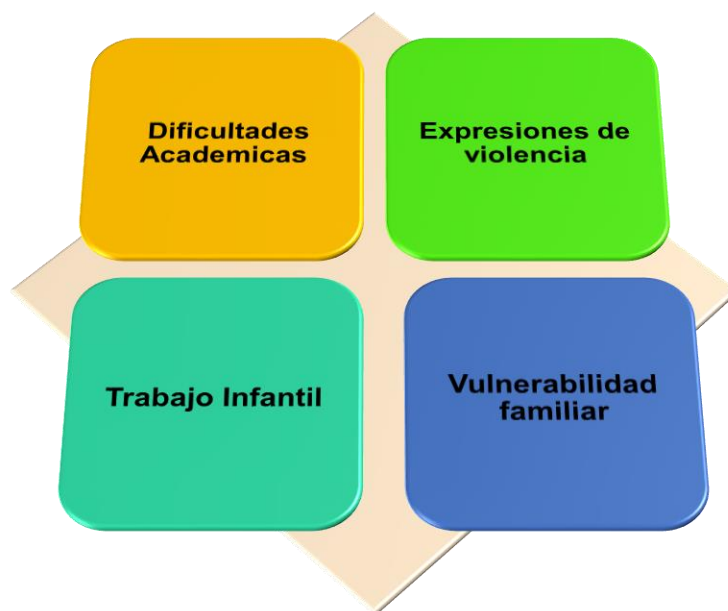 Dificultades
Academicas
Expresiones de
violencia
Trabajo Infantil
Vulnerabilidad
familiar